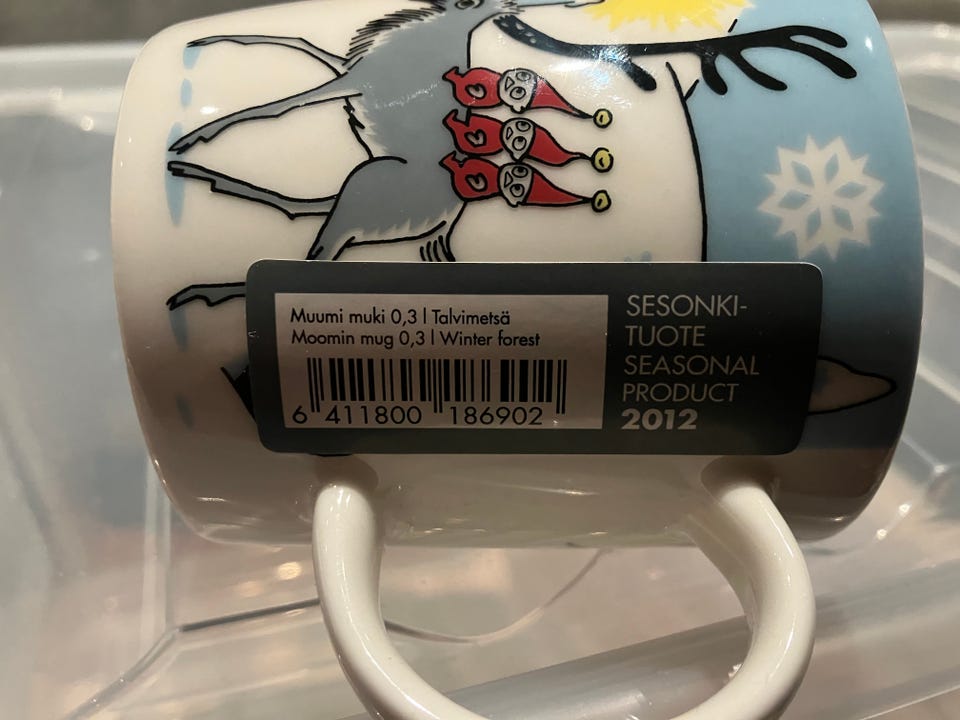 Muumi muki 0,3 l Talvimetsä
Moomin mug 0,3 l Winter forest
6 411800 186902
SESONKI-
TUOTE
SEASONAL
PRODUCT
2012